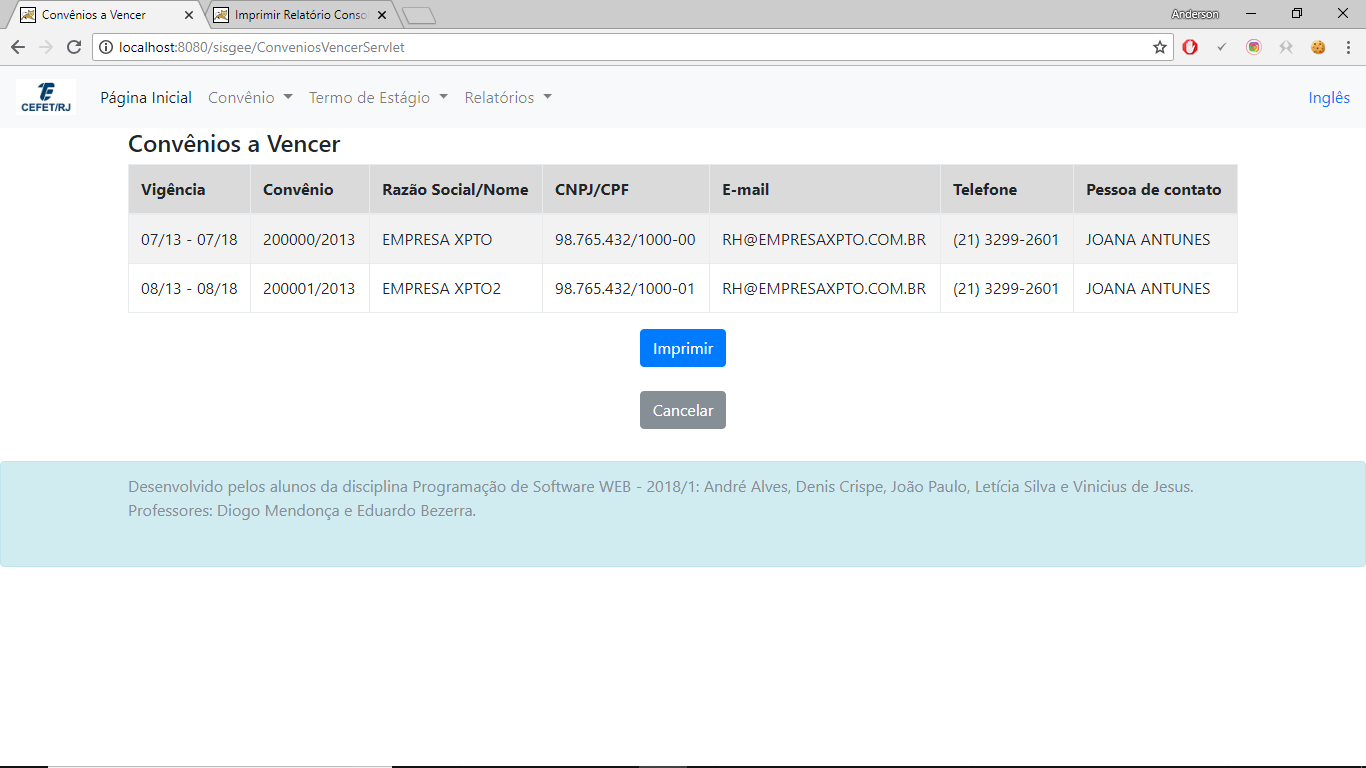 Convênios a Vencer
Imprimir Relatório Conso
Anderson
localhost:8080/sisgee/ConveniosVencerServlet
CEFET/RJ Página Inicial Convênio Termo de Estágio Relatórios Inglês
Convênios a Vencer
Vigência Convênio Razão Social/Nome CNPJ/CPF E-mail Telefone Pessoa de contato
07/13 - 07/18 200000/2013 EMPRESA XPTO 98.765.432/1000-00 RH@EMPRESAXPTO.COM.BR (21) 3299-2601 JOANA ANTUNES
08/13 - 08/18 200001/2013 EMPRESA XPTO2 98.765.432/1000-01 RH@EMPRESAXPTO.COM.BR (21) 3299-2601 JOANA ANTUNES
Imprimir
Cancelar
Desenvolvido pelos alunos da disciplina Programação de Software WEB - 2018/1: André Alves, Denis Crispe, João Paulo, Letícia Silva e Vinicius de Jesus.
Professores: Diogo Mendonça e Eduardo Bezerra.